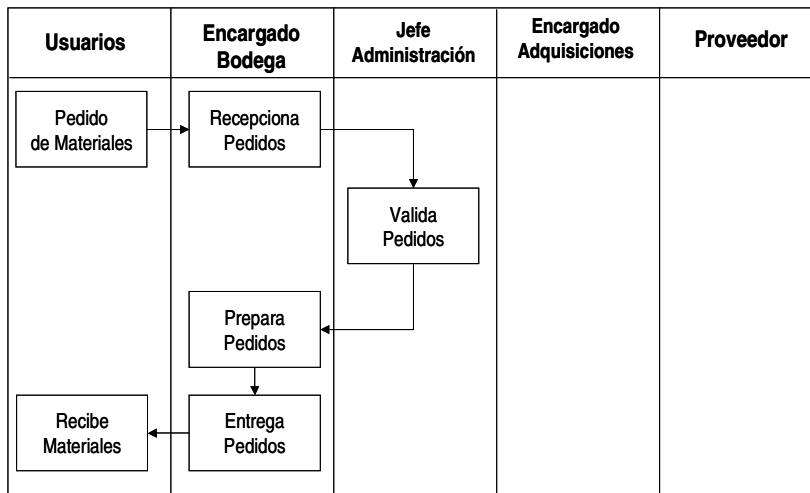 Usuarios
Encargado
Bodega
Jefe
Administración
Encargado
Adquisiciones
Proveedor
Pedido
de Materiales
Recepciona
Pedidos
Valida
Pedidos
Prepara
Pedidos
Recibe
Materiales
Entrega
Pedidos